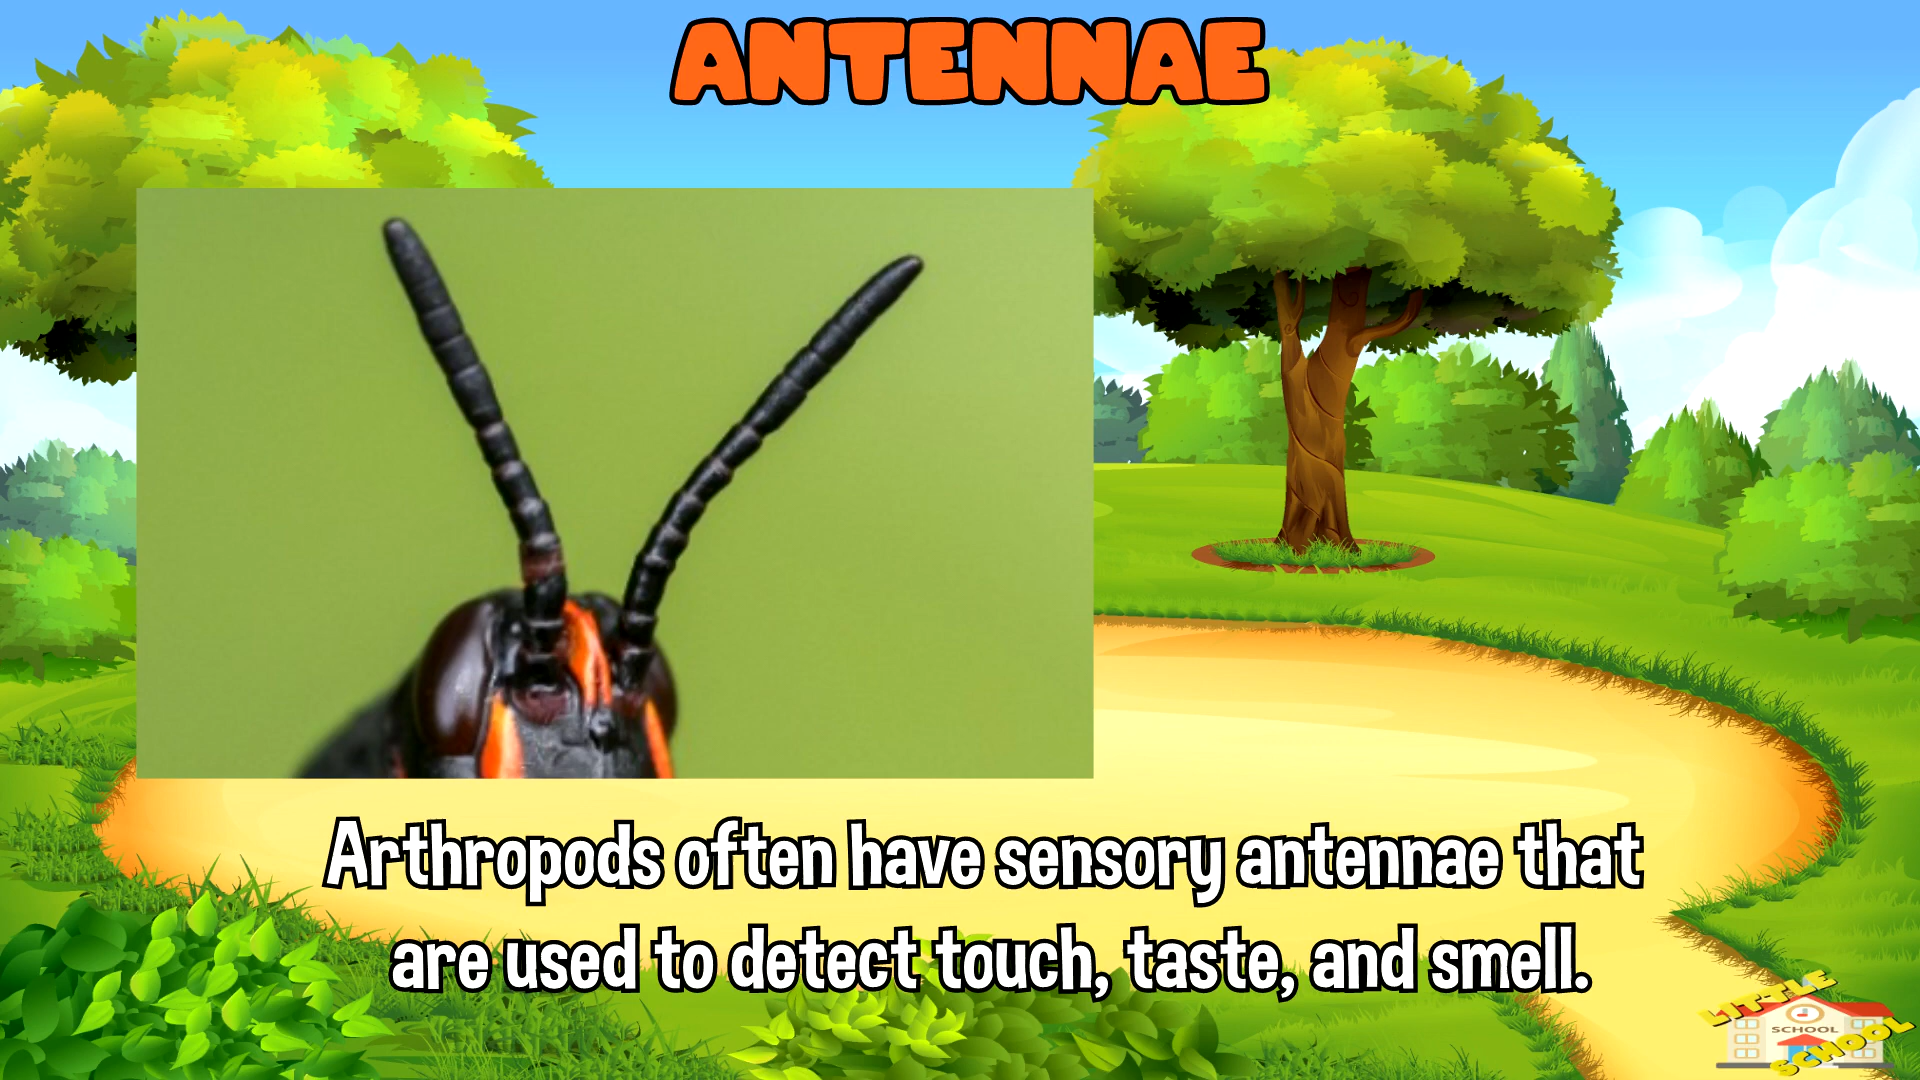 ANTENNAE
Arthropods often have sensory antennae that
are used to detect touch, taste, and smell.
LITTLE
SCHOOL
SCHOOL